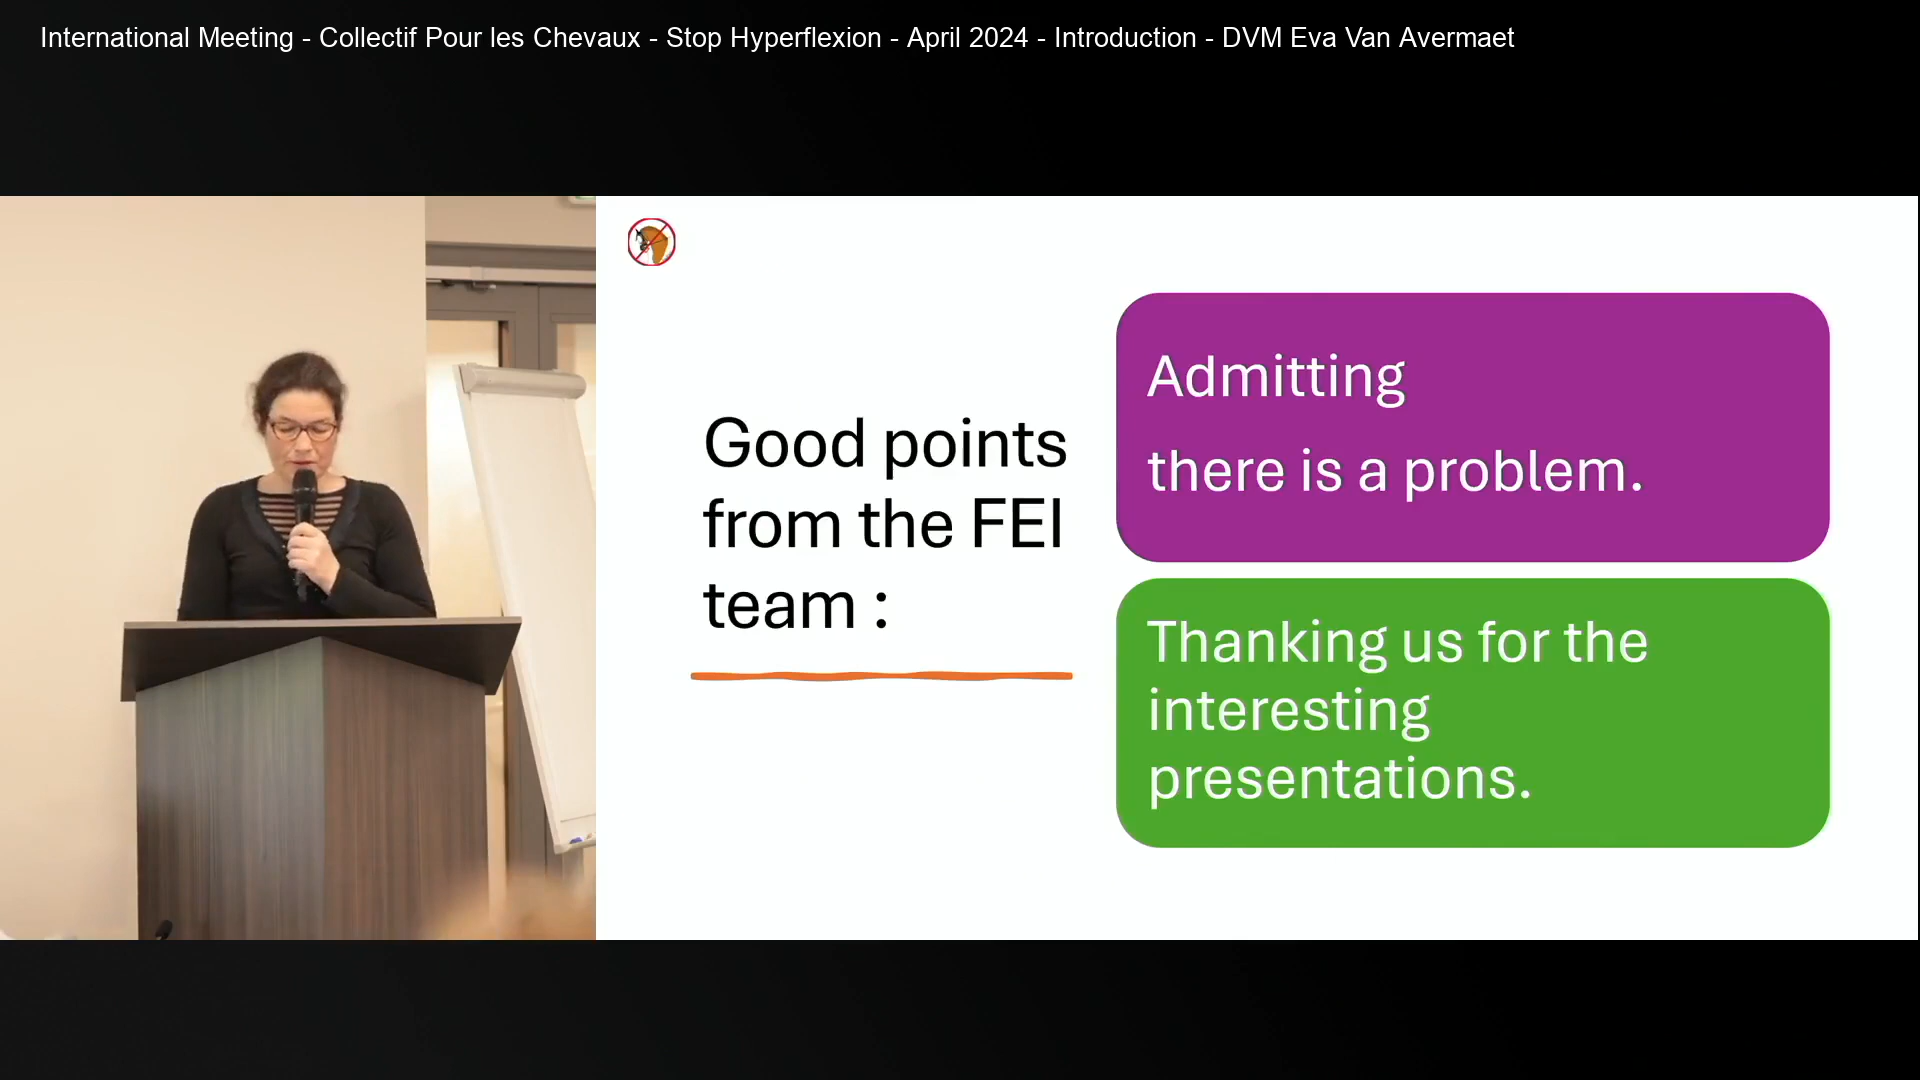 International Meeting - Collectif Pour les Chevaux - Stop Hyperflexion - April 2024 - Introduction - DVM Eva Van Avermaet
Good points
from the FEI
team :
Admitting
there is a problem.
Thanking us for the
interesting
presentations.